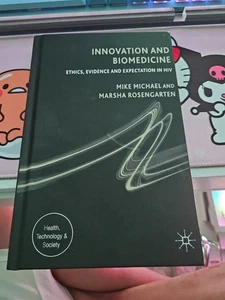 INNOVATION AND
BIOMEDICINE
ETHICS, EVIDENCE AND EXPECTATION IN HIV
MIKE MICHAEL AND
MARSHA ROSENGARTEN
Health,
Technology &
Society